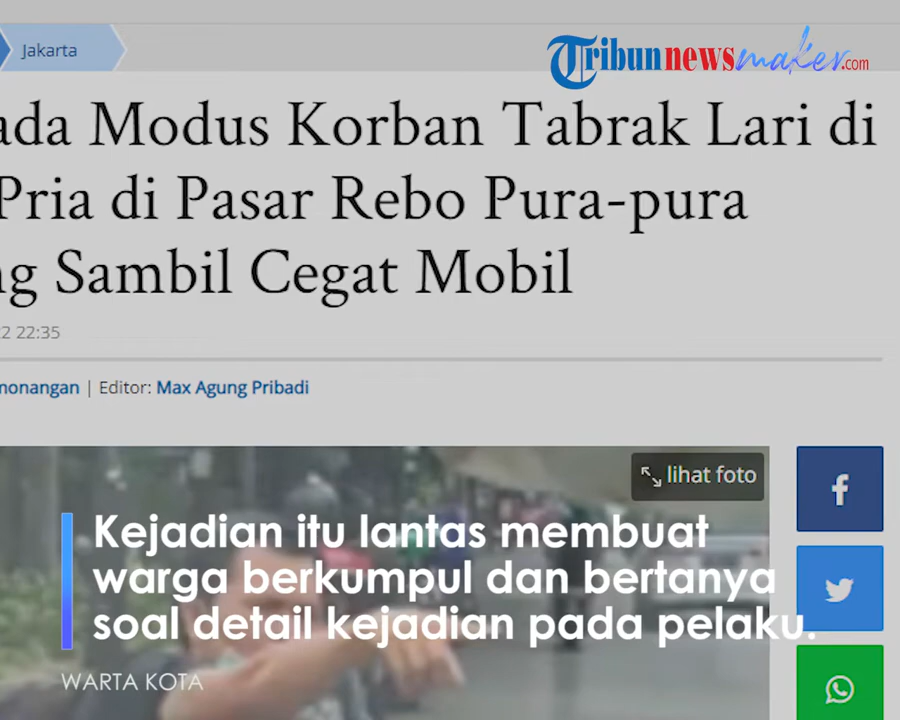 Jakarta
Tribunnewsmaker.com
ada Modus Korban Tabrak Lari di
Pria di Pasar Rebo Pura-pura
ng Sambil Cegat Mobil
2 22:35
monangan | Editor: Max Agung Pribadi
lihat foto
Kejadian itu lantas membuat
warga berkumpul dan bertanya
soal detail kejadian pada pelaku.
WARTA KOTA